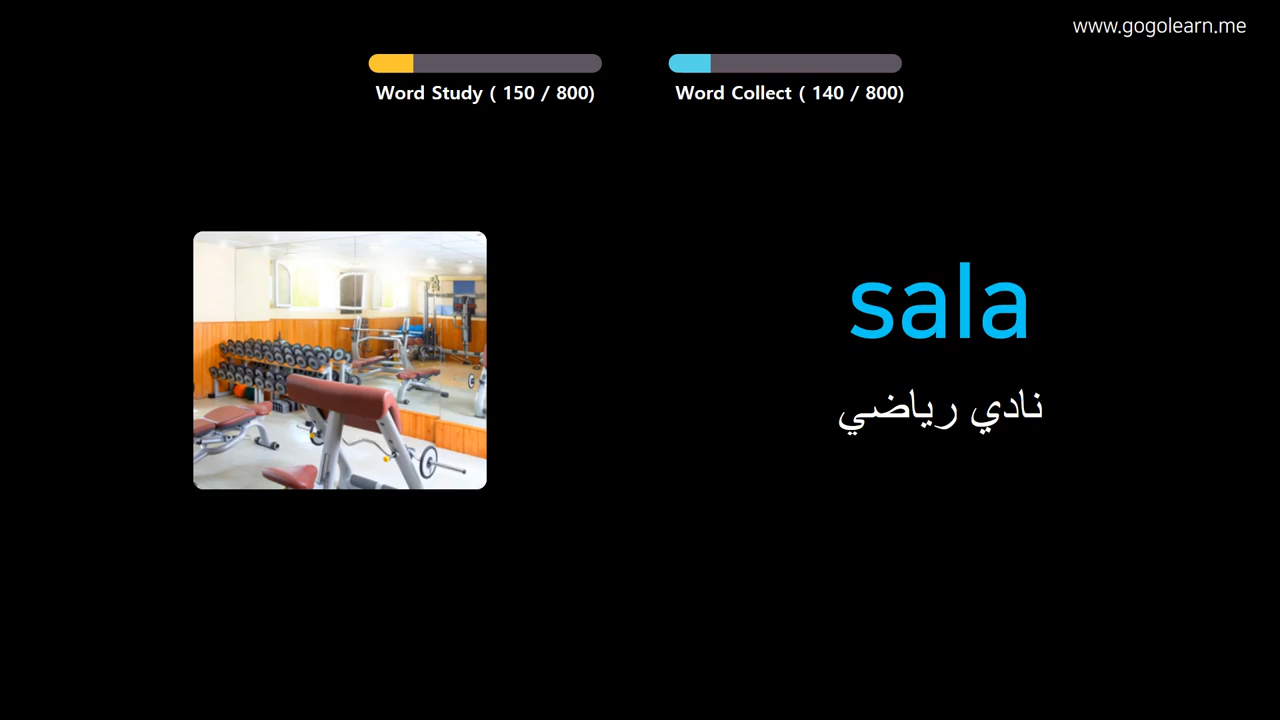 www.gogolearn.me
Word Study ( 150 / 800)
Word Collect ( 140 / 800)
sala
نادي رياضي